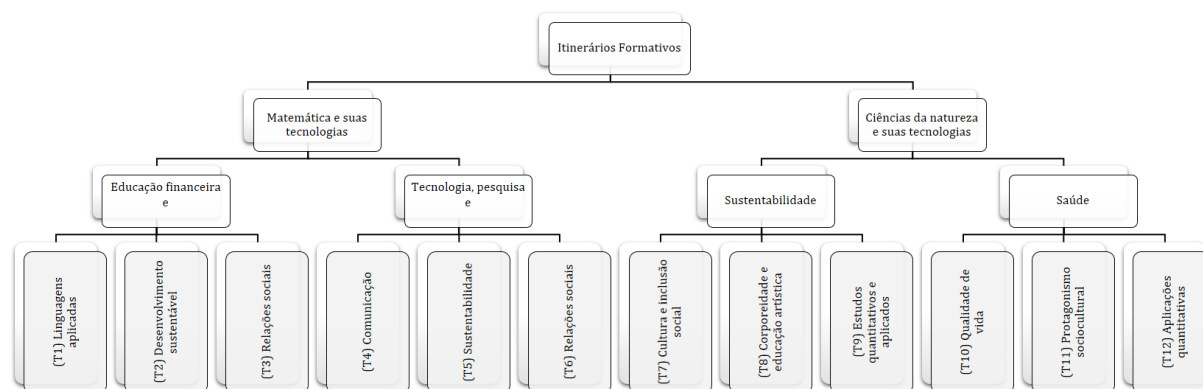 Itinerários Formativos
Matemática e suas
tecnologias
Ciências da natureza
e suas tecnologias
Educação financeira
e
Tecnologia, pesquisa
e
Sustentabilidade
Saúde
(T1) Linguagens
aplicadas
(T2) Desenvolvimento
sustentável
(T3) Relações sociais
(T4) Comunicação
(T5) Sustentabilidade
(T6) Relações sociais
(T7) Cultura e inclusão
social
(T8) Corporeidade e
educação artística
(T9) Estudos
quantitativos e
aplicados
(T10) Qualidade de
vida
(T11) Protagonismo
sociocultural
(T12) Aplicações
quantitativas